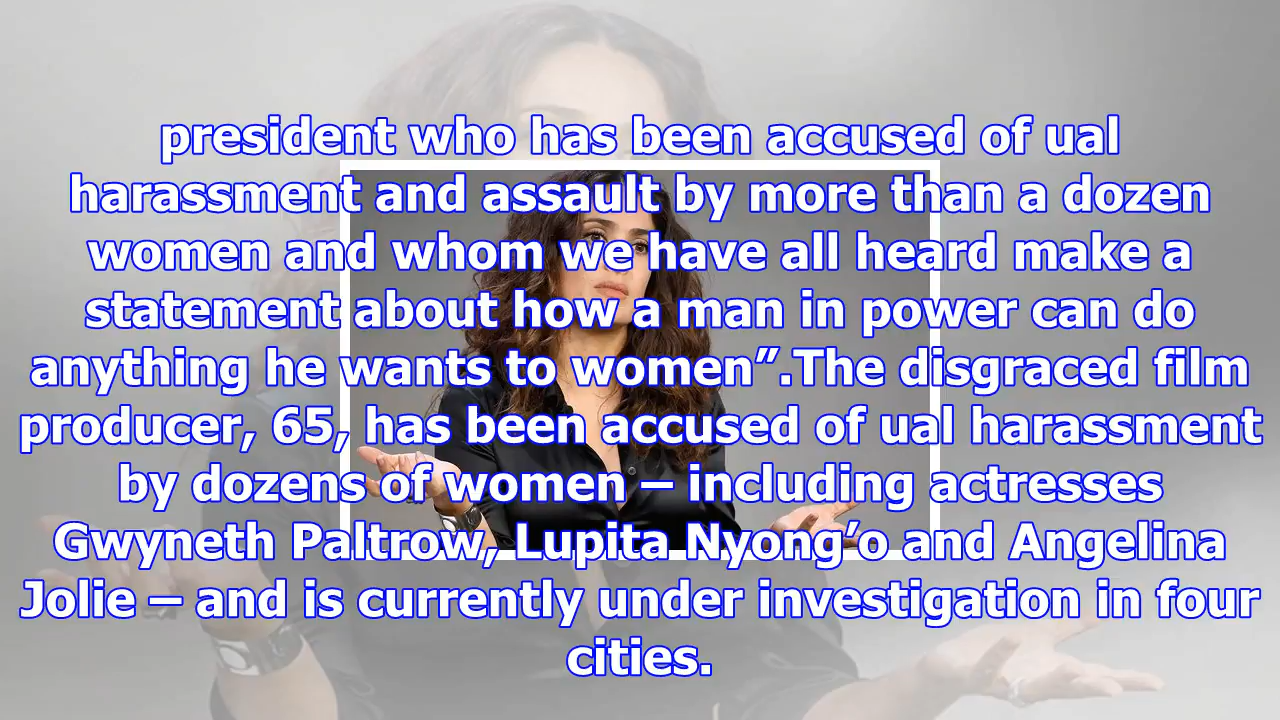 president who has been accused of ual
harassment and assault by more than a dozen
women and whom we have all heard make a
statement about how a man in power can do
anything he wants to women”.The disgraced film
producer, 65, has been accused of ual harassment
by dozens of women – including actresses
Gwyneth Paltrow, Lupita Nyong’o and Angelina
Jolie – and is currently under investigation in four
cities.